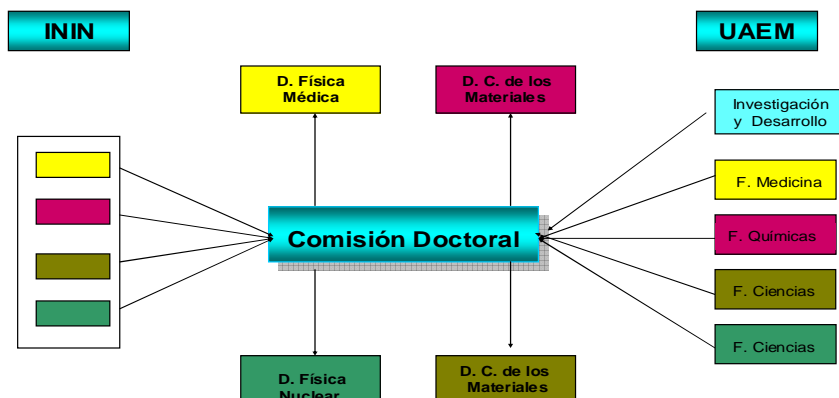 ININ
UAEM
D. Física
Médica
D. C. de los
Materiales
Investigación
y Desarrollo
F. Medicina
Comisión Doctoral
F. Químicas
F. Ciencias
F. Ciencias
D. Física
Nuclear
D. C. de los
Materiales